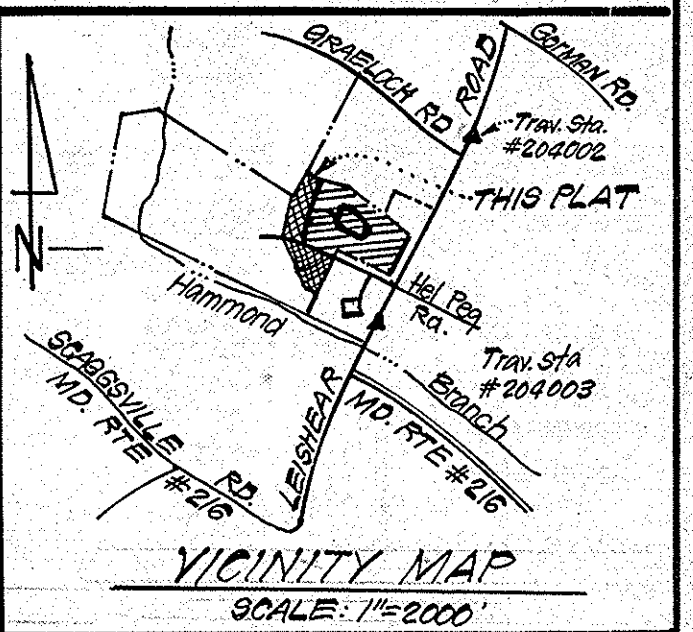 GRAELOCH RD
ROAD
GORMAN RD.
Trav. Sta.
#204002
THIS PLAT
N
Hammond
Hel Peg
Rd.
Trav. Sta
#204003
Branch
SCAGGSVILLE RD.
MD. RTE
#216
LEISHEAR
MD. RTE #216
VICINITY MAP
SCALE: 1"=2000'